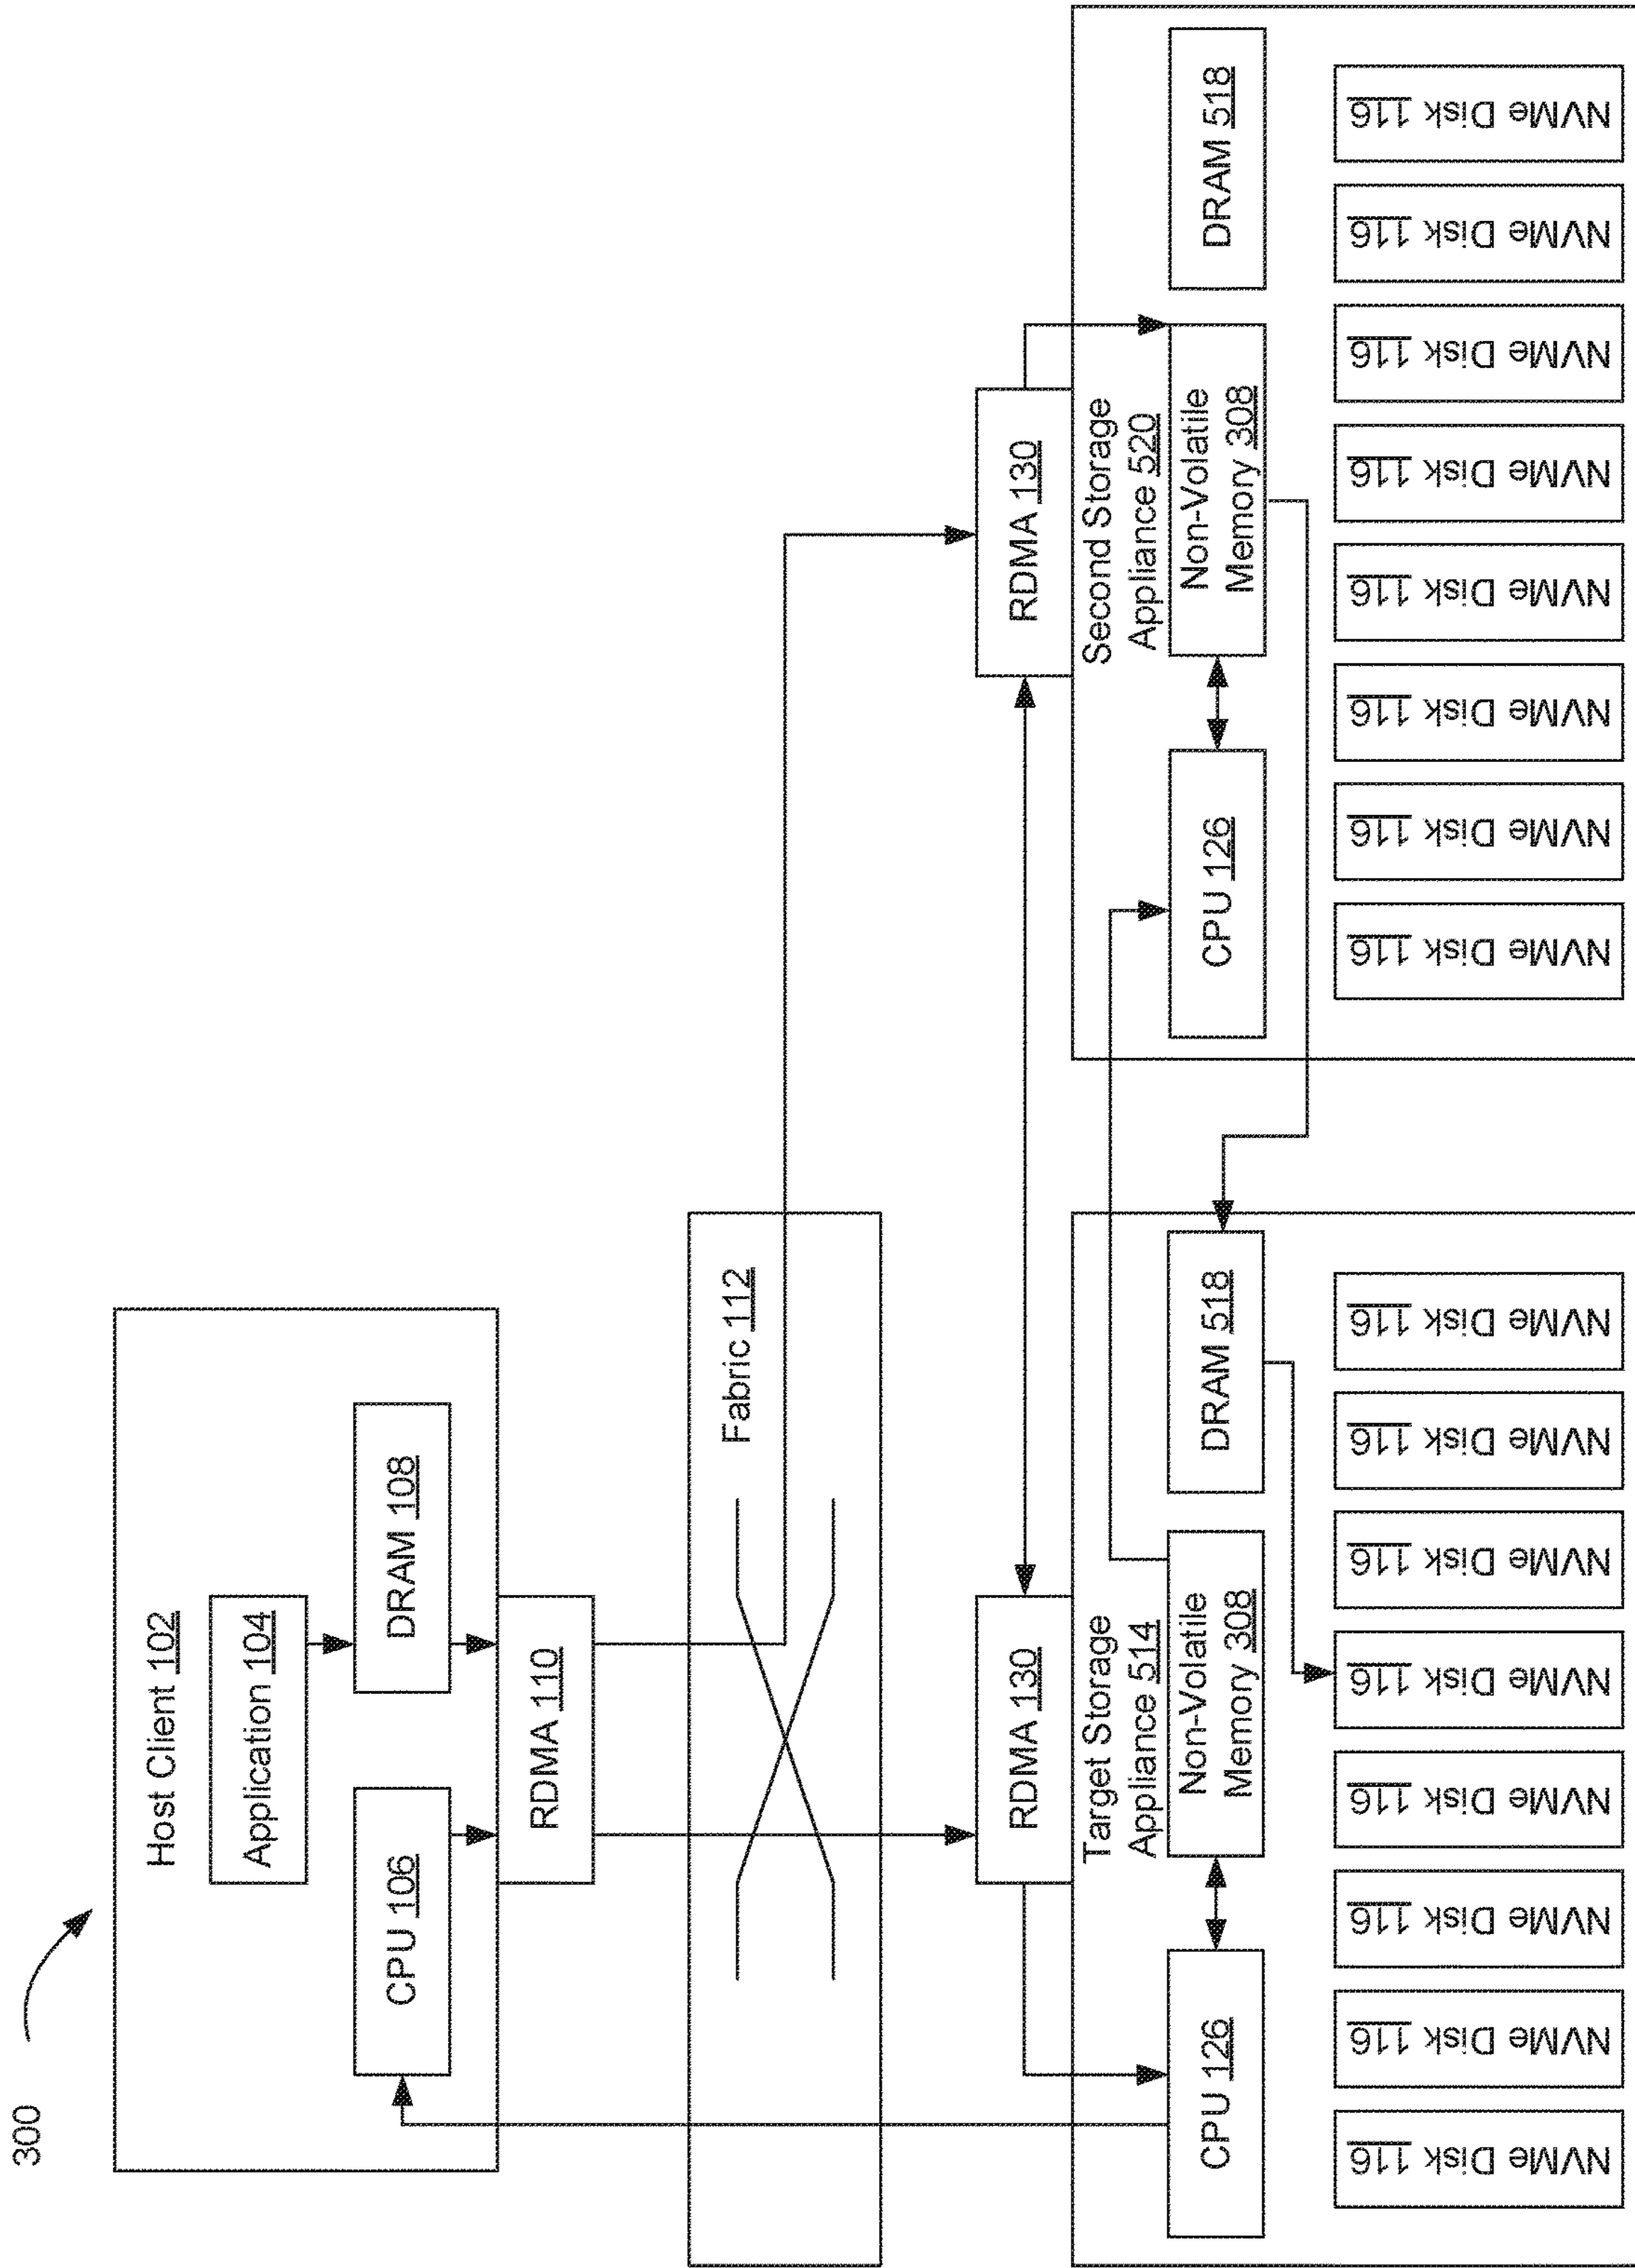 300
Host Client 102
Application 104
CPU 106
DRAM 108
RDMA 110
Fabric 112
RDMA 130
Target Storage
Appliance 514
CPU 126
Non-Volatile
Memory 308
DRAM 518
NVMe Disk 116
NVMe Disk 116
NVMe Disk 116
NVMe Disk 116
NVMe Disk 116
NVMe Disk 116
NVMe Disk 116
NVMe Disk 116
RDMA 130
Second Storage
Appliance 520
CPU 126
Non-Volatile
Memory 308
DRAM 518
NVMe Disk 116
NVMe Disk 116
NVMe Disk 116
NVMe Disk 116
NVMe Disk 116
NVMe Disk 116
NVMe Disk 116
NVMe Disk 116